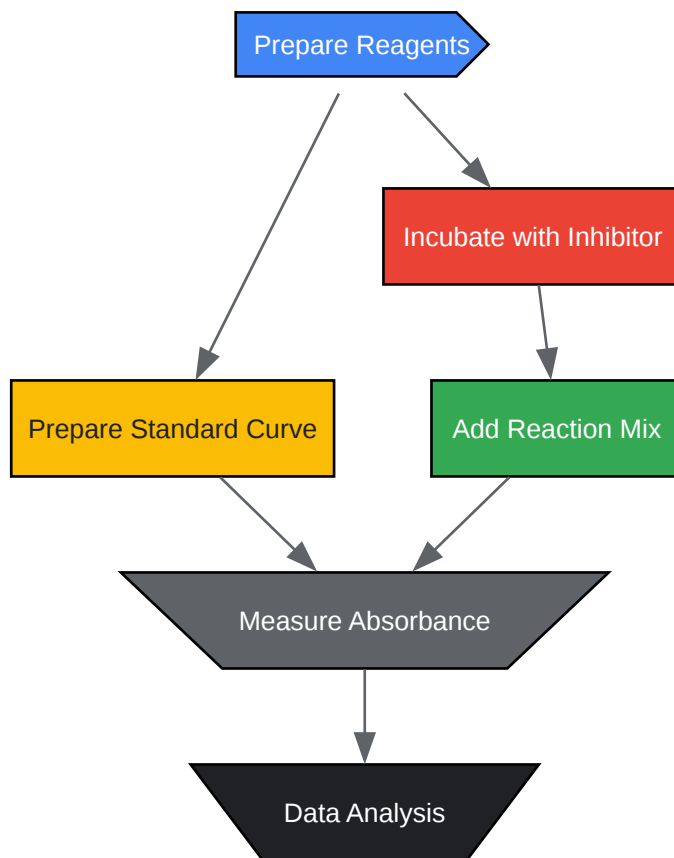 Prepare Reagents
Incubate with Inhibitor
Prepare Standard Curve
Add Reaction Mix
Measure Absorbance
Data Analysis